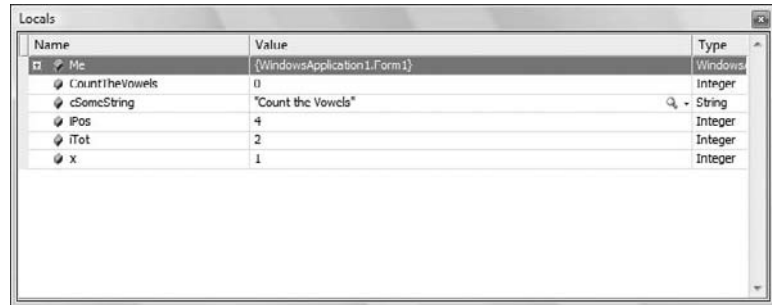 Locals
Name Value Type
Me {WindowsApplication1.Form1} Windows
CountTheVowels 0 Integer
cSomeString "Count the Vowels" String
iPos 4 Integer
iTot 2 Integer
x 1 Integer